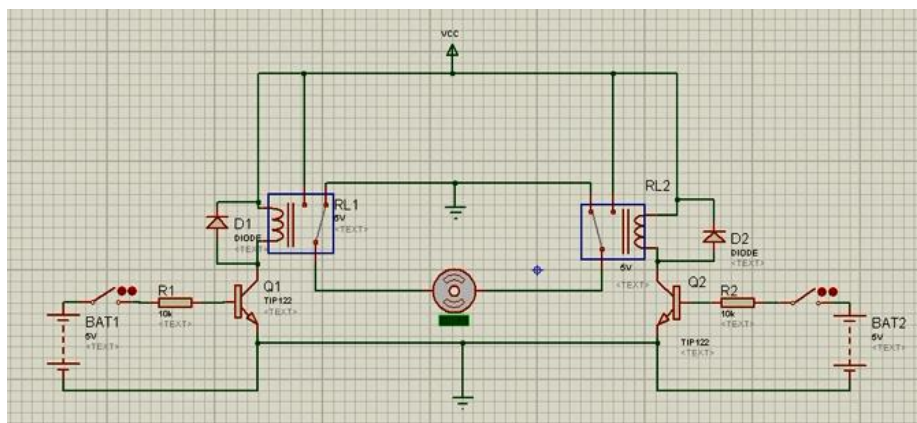 VCC
RL1
5V
<TEXT>
RL2
5V
<TEXT>
D1
DIODE
<TEXT>
D2
DIODE
<TEXT>
Q1
TIP122
<TEXT>
Q2
TIP122
<TEXT>
R1
10k
<TEXT>
R2
10k
<TEXT>
BAT1
5V
<TEXT>
BAT2
5V
<TEXT>